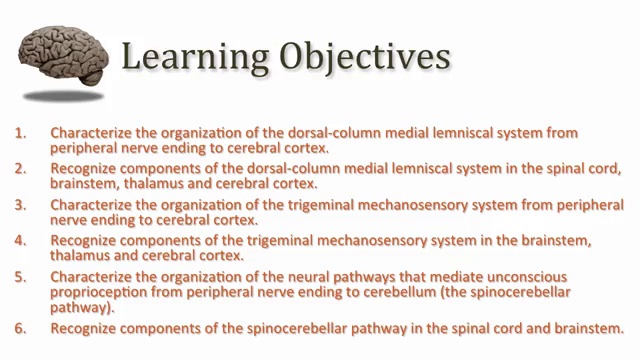 Learning Objectives
1. Characterize the organization of the dorsal-column medial lemniscal system from
peripheral nerve ending to cerebral cortex.
2. Recognize components of the dorsal-column medial lemniscal system in the spinal cord,
brainstem, thalamus and cerebral cortex.
3. Characterize the organization of the trigeminal mechanosensory system from peripheral
nerve ending to cerebral cortex.
4. Recognize components of the trigeminal mechanosensory system in the brainstem,
thalamus and cerebral cortex.
5. Characterize the organization of the neural pathways that mediate unconscious
proprioception from peripheral nerve ending to cerebellum (the spinocerebellar
pathway).
6. Recognize components of the spinocerebellar pathway in the spinal cord and brainstem.